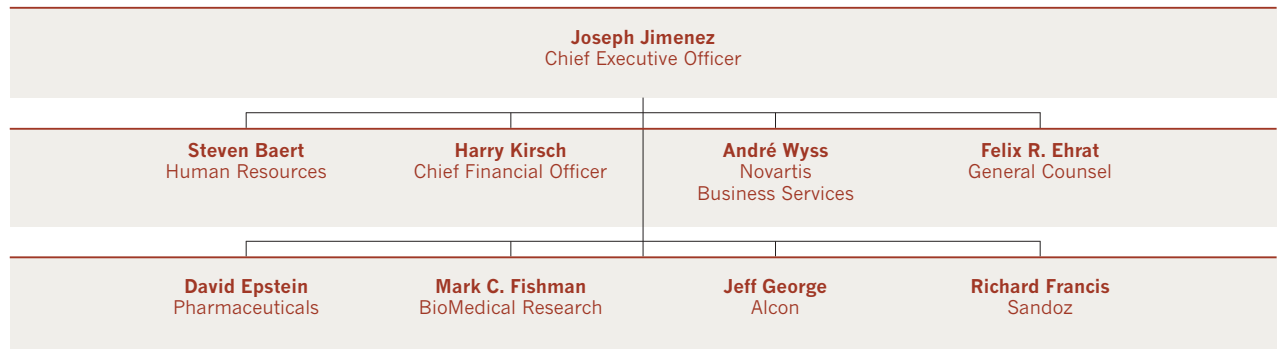 Joseph Jimenez
Chief Executive Officer
Steven Baert
Human Resources
Harry Kirsch
Chief Financial Officer
André Wyss
Novartis
Business Services
Felix R. Ehrat
General Counsel
David Epstein
Pharmaceuticals
Mark C. Fishman
BioMedical Research
Jeff George
Alcon
Richard Francis
Sandoz